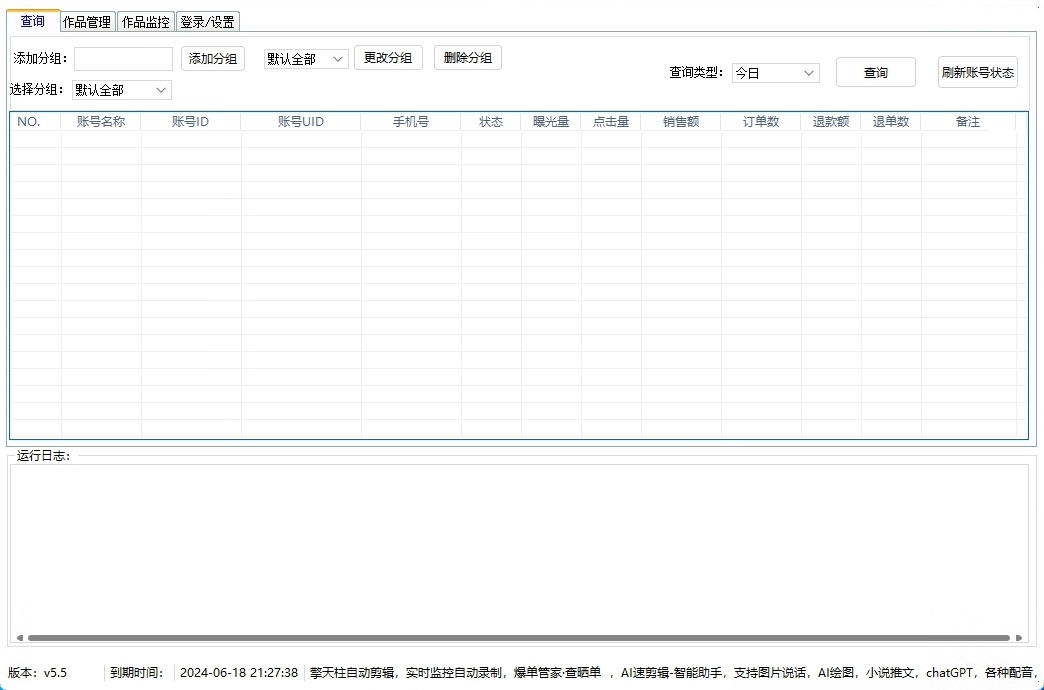 查询 作品管理 作品监控 登录/设置
添加分组： 添加分组 默认全部 更改分组 删除分组
查询类型： 今日 查询 刷新账号状态
选择分组： 默认全部
NO. 账号名称 账号ID 账号UID 手机号 状态 曝光量 点击量 销售额 订单数 退款额 退单数 备注
运行日志：
版本：v5.5 到期时间： 2024-06-18 21:27:38 擎天柱自动剪辑，实时监控自动录制，爆单管家·查晒单 ，AI速剪辑-智能助手，支持图片说话，AI绘图，小说推文，chatGPT，各种配音，